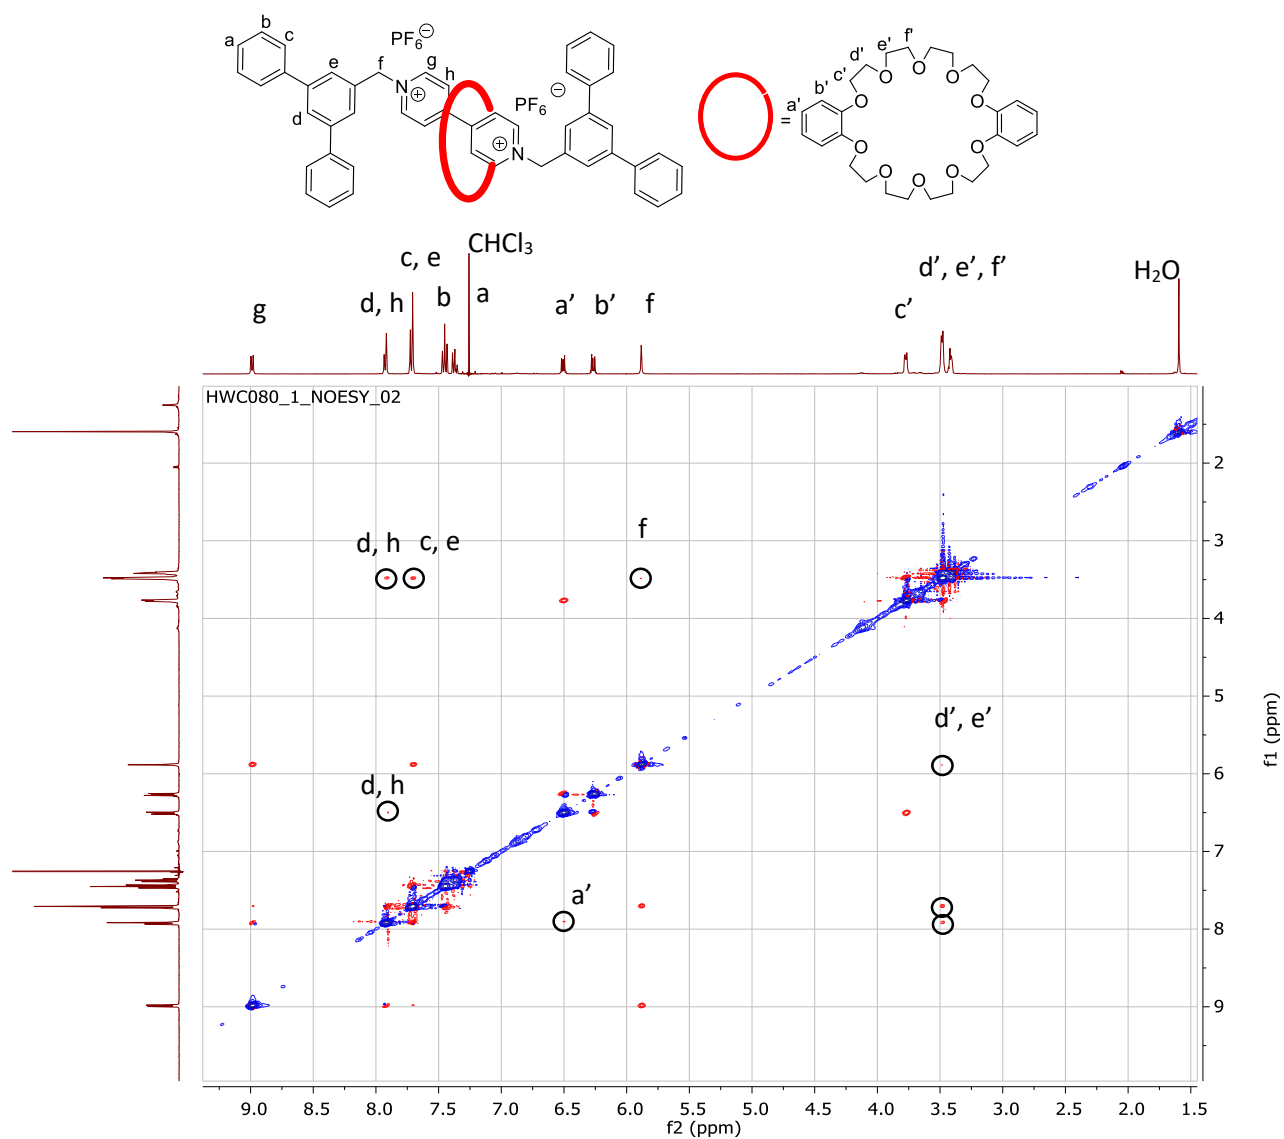 PF6⊖
PF6⊖
a b c d e f g h
N ⊕
⊕ N
=
a' b' c' d' e' f'
O O O O O
O O O O O
CHCl3
c, e
d', e', f'
H2O
g
d, h
b
a
a'
b'
f
c'
HWC080_1_NOESY_02
d, h
c, e
f
d', e'
d, h
a'
2
3
4
5
6
7
8
9
f1 (ppm)
9.0 8.5 8.0 7.5 7.0 6.5 6.0 5.5 5.0 4.5 4.0 3.5 3.0 2.5 2.0 1.5
f2 (ppm)